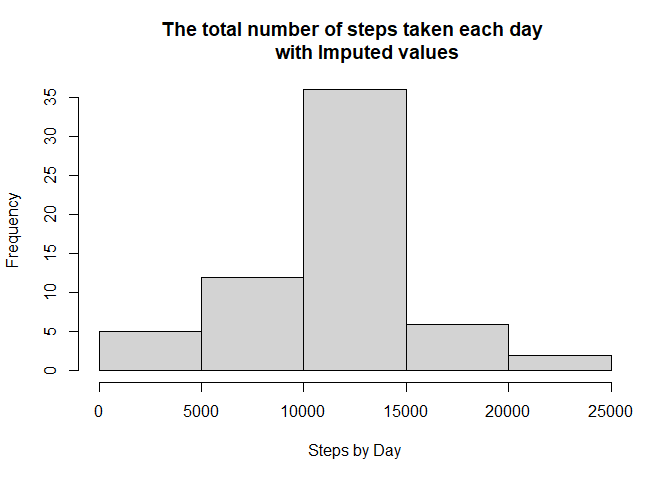 The total number of steps taken each day
with Imputed values
35
30
25
20
15
10
5
0
Frequency
0 5000 10000 15000 20000 25000
Steps by Day